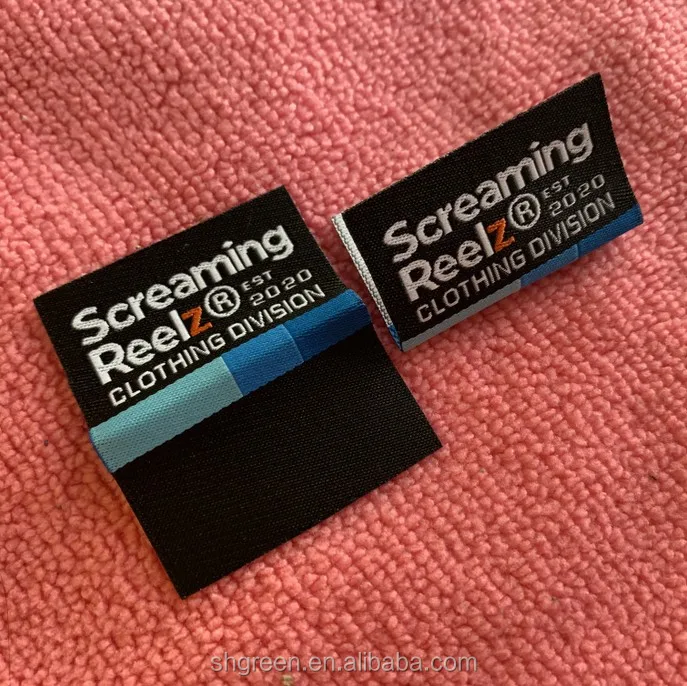 Screaming
Reelz® EST 2020
CLOTHING DIVISION
Screaming
Reelz® EST 2020
CLOTHING DIVISION
shgreen.en.alibaba.com